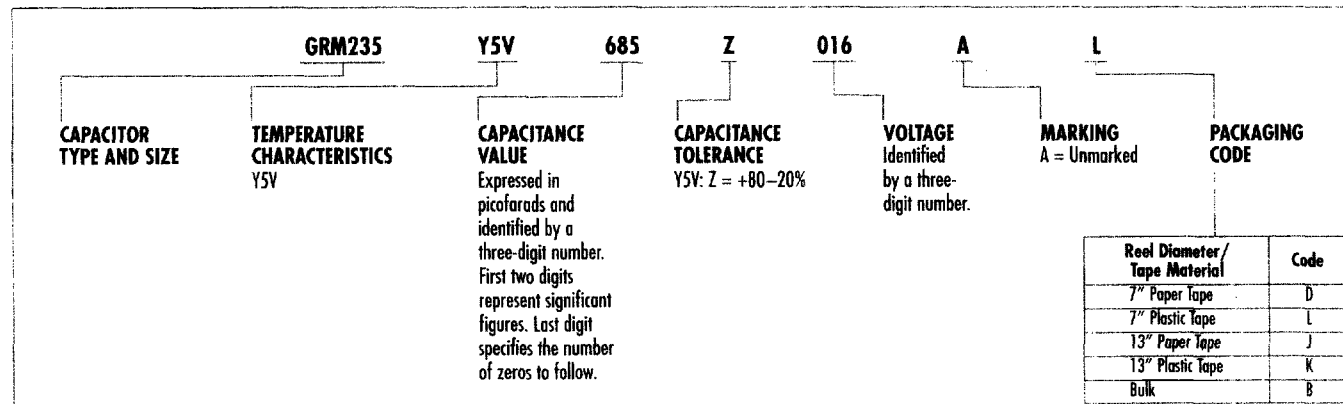 GRM235 Y5V 685 Z 016 A L
CAPACITOR
TYPE AND SIZE
TEMPERATURE
CHARACTERISTICS
Y5V
CAPACITANCE
VALUE
Expressed in
picofarads and
identified by a
three-digit number.
First two digits
represent significant
figures. Last digit
specifies the number
of zeros to follow.
CAPACITANCE
TOLERANCE
Y5V: Z = +80–20%
VOLTAGE
Identified
by a three-
digit number.
MARKING
A = Unmarked
PACKAGING
CODE
Reel Diameter/ Code
Tape Material
7" Paper Tape D
7" Plastic Tape L
13" Paper Tape J
13" Plastic Tape K
Bulk B